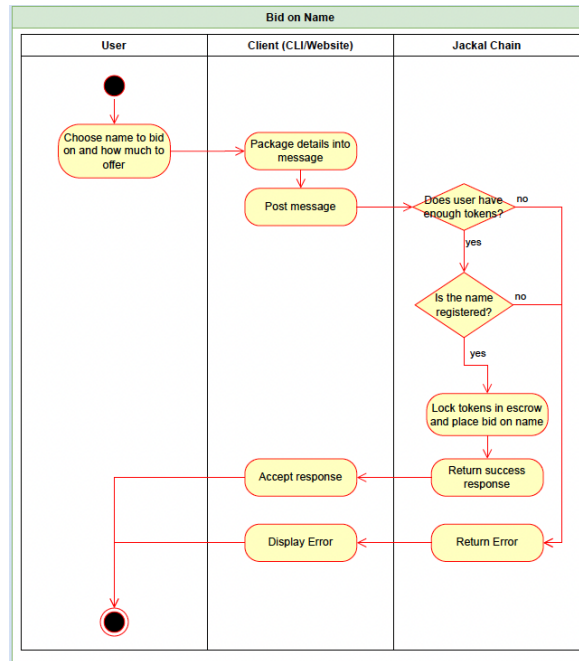 Bid on Name
User
Client (CLI/Website)
Jackal Chain
Choose name to bid
on and how much to
offer
Package details into
message
Post message
Does user have
enough tokens?
no
yes
Is the name
registered?
no
yes
Lock tokens in escrow
and place bid on name
Accept response
Return success
response
Display Error
Return Error